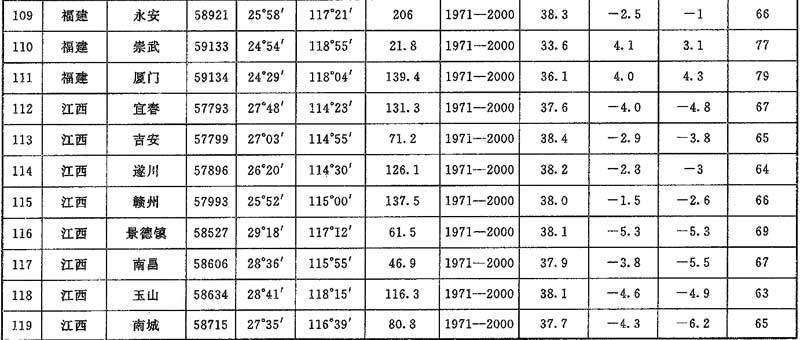 109 福建 永安 58921 25°58′ 117°21′ 206 1971—2000 38.3 -2.5 -1 66
110 福建 崇武 59133 24°54′ 118°55′ 21.8 1971—2000 33.6 4.1 3.1 77
111 福建 厦门 59134 24°29′ 118°04′ 139.4 1971—2000 36.1 4.0 4.3 79
112 江西 宜春 57793 27°48′ 114°23′ 131.3 1971—2000 37.6 -4.0 -4.8 67
113 江西 吉安 57799 27°03′ 114°55′ 71.2 1971—2000 38.4 -2.9 -3.8 65
114 江西 遂川 57896 26°20′ 114°30′ 126.1 1971—2000 38.2 -2.8 -3 64
115 江西 赣州 57993 25°52′ 115°00′ 137.5 1971—2000 38.0 -1.5 -2.6 66
116 江西 景德镇 58527 29°18′ 117°12′ 61.5 1971—2000 38.1 -5.3 -5.3 69
117 江西 南昌 58606 28°36′ 115°55′ 46.9 1971—2000 37.9 -3.8 -5.5 67
118 江西 玉山 58634 28°41′ 118°15′ 116.3 1971—2000 38.1 -4.6 -4.9 63
119 江西 南城 58715 27°35′ 116°39′ 80.8 1971—2000 37.7 -4.3 -6.2 65